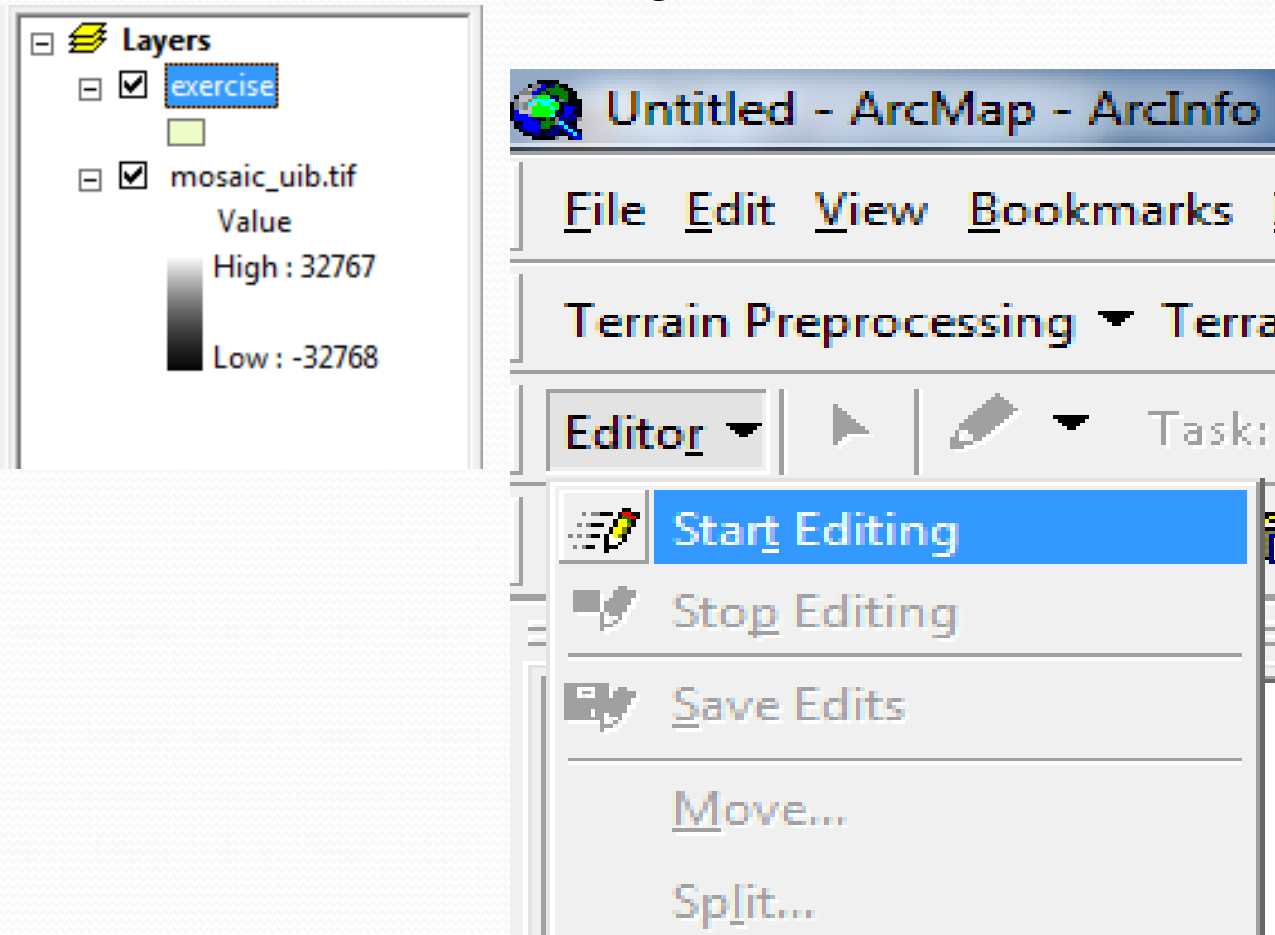 Layers
exercise
mosaic_uib.tif
Value
High : 32767
Low : -32768
Untitled - ArcMap - ArcInfo
File Edit View Bookmarks
Terrain Preprocessing Terra
Editor Task:
Start Editing
Stop Editing
Save Edits
Move...
Split...